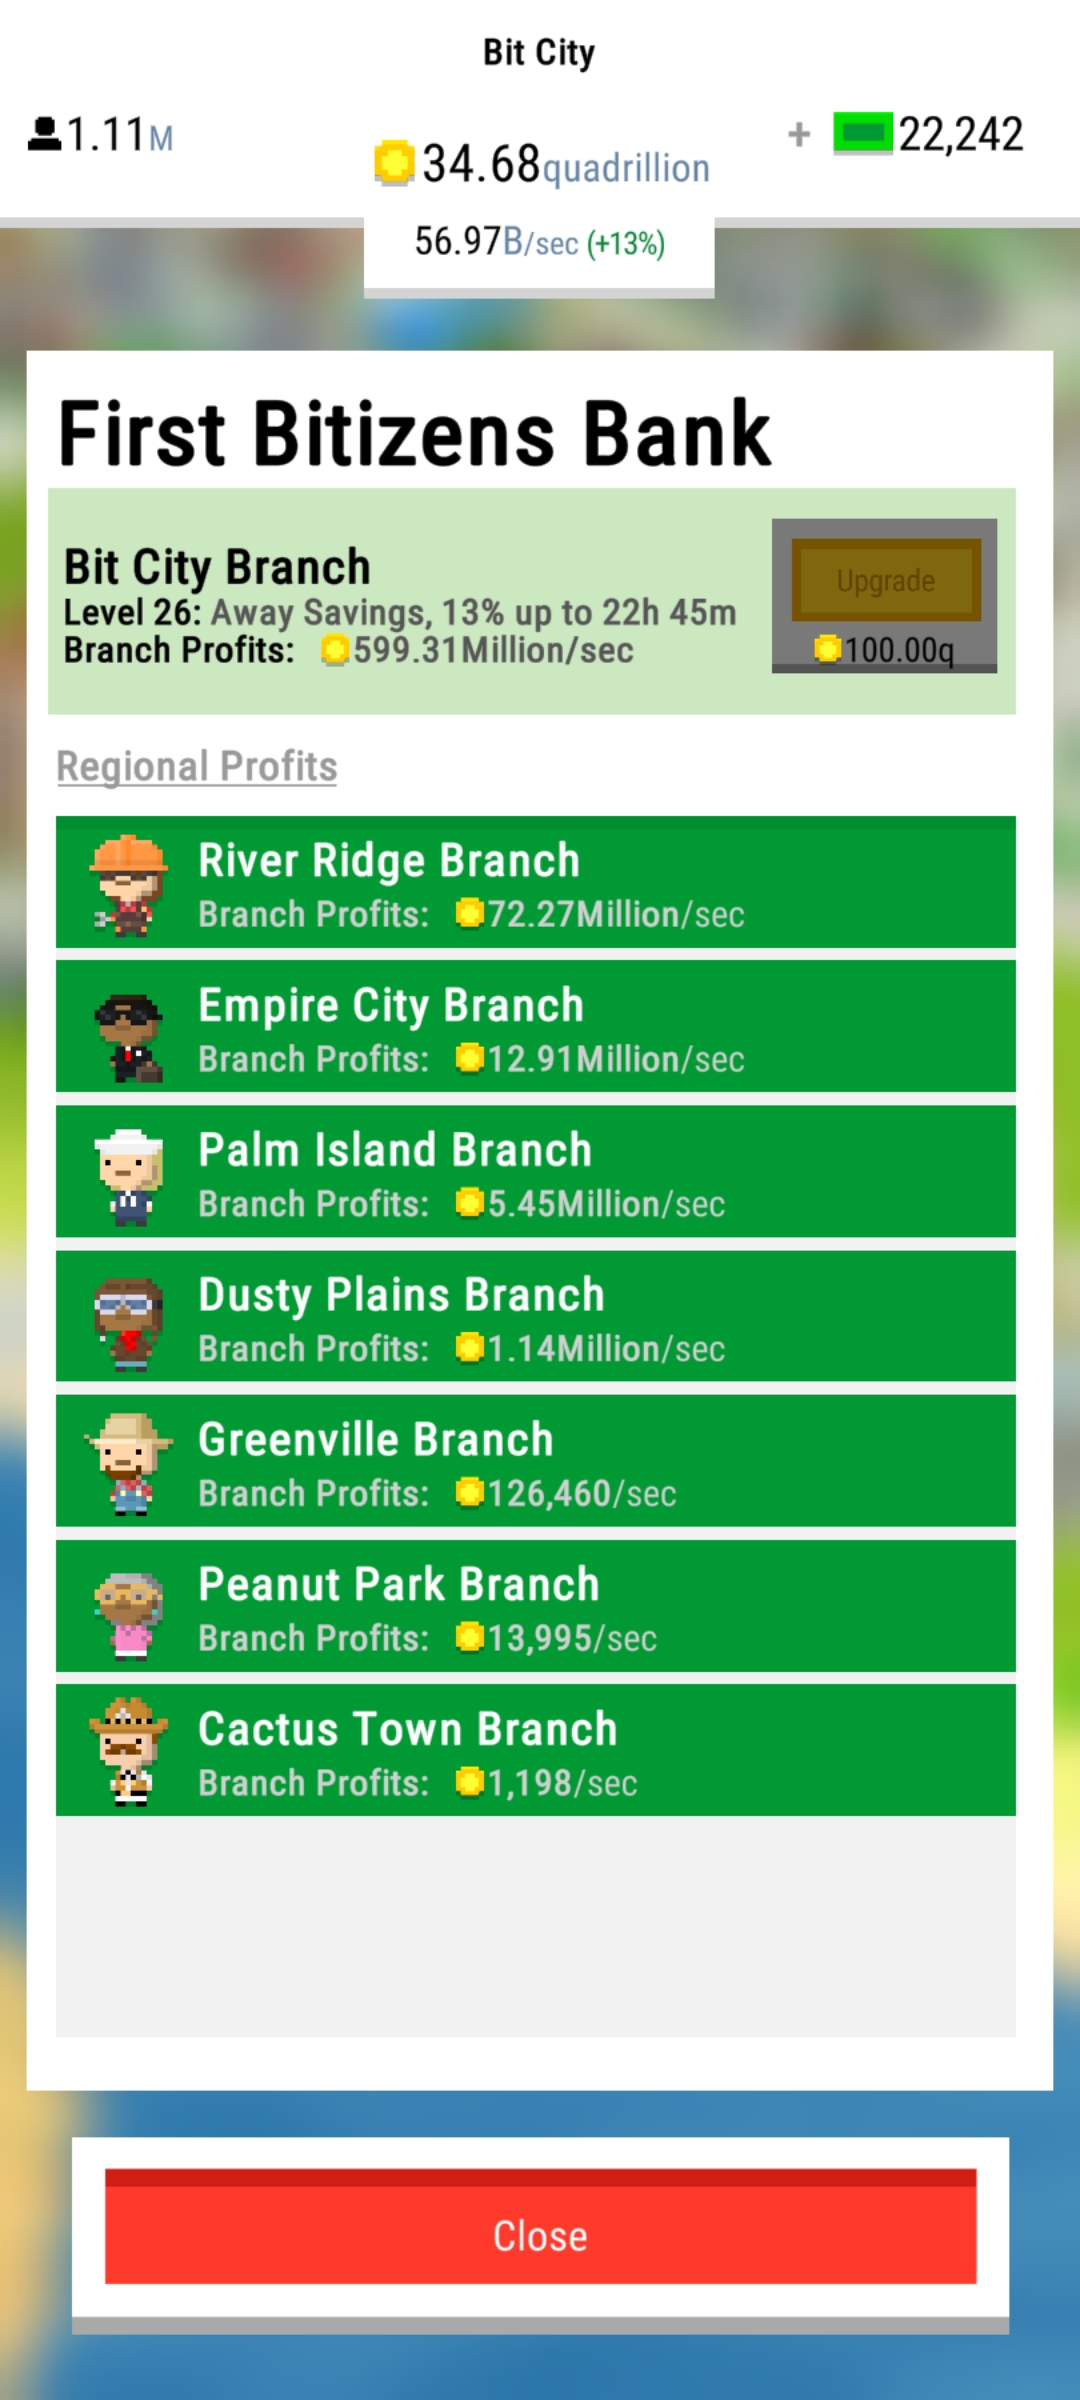 Bit City
1.11M
34.68quadrillion
+ 22,242
56.97B/sec (+13%)
First Bitizens Bank
Bit City Branch
Level 26: Away Savings, 13% up to 22h 45m
Branch Profits: 599.31Million/sec
Upgrade
100.00q
Regional Profits
River Ridge Branch
Branch Profits: 72.27Million/sec
Empire City Branch
Branch Profits: 12.91Million/sec
Palm Island Branch
Branch Profits: 5.45Million/sec
Dusty Plains Branch
Branch Profits: 1.14Million/sec
Greenville Branch
Branch Profits: 126,460/sec
Peanut Park Branch
Branch Profits: 13,995/sec
Cactus Town Branch
Branch Profits: 1,198/sec
Close